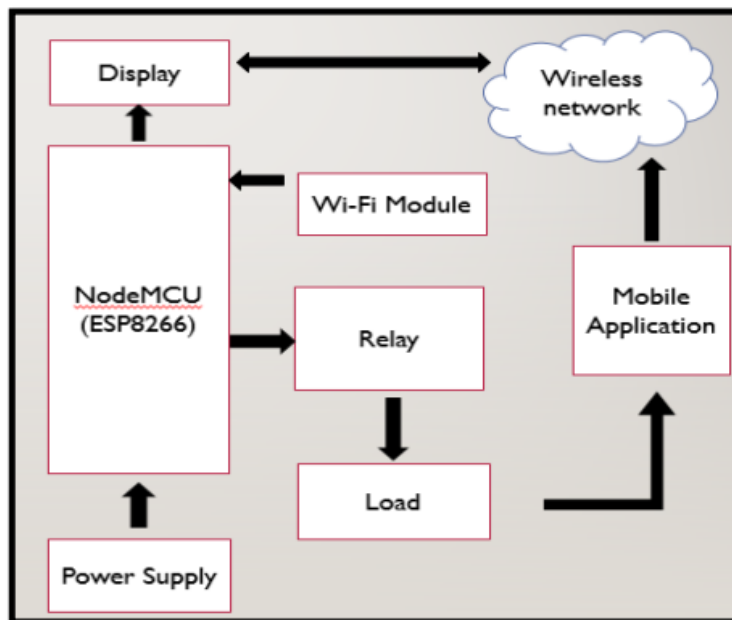 Display
Wireless
network
Wi-Fi Module
NodeMCU
(ESP8266)
Relay
Mobile
Application
Load
Power Supply